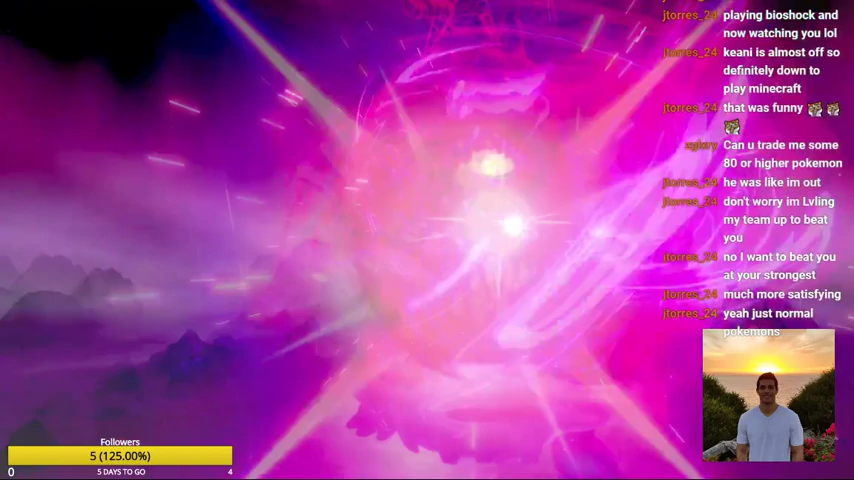 jtorres_24 playing bioshock and
now watching you lol
jtorres_24 keani is almost off so
definitely down to
play minecraft
jtorres_24 that was funny
Can u trade me some
80 or higher pokemon
jtorres_24 he was like im out
jtorres_24 don't worry im Lvling
my team up to beat
you
jtorres_24 no I want to beat you
at your strongest
jtorres_24 much more satisfying
jtorres_24 yeah just normal
pokemons
Followers
5 (125.00%)
0 5 DAYS TO GO 4